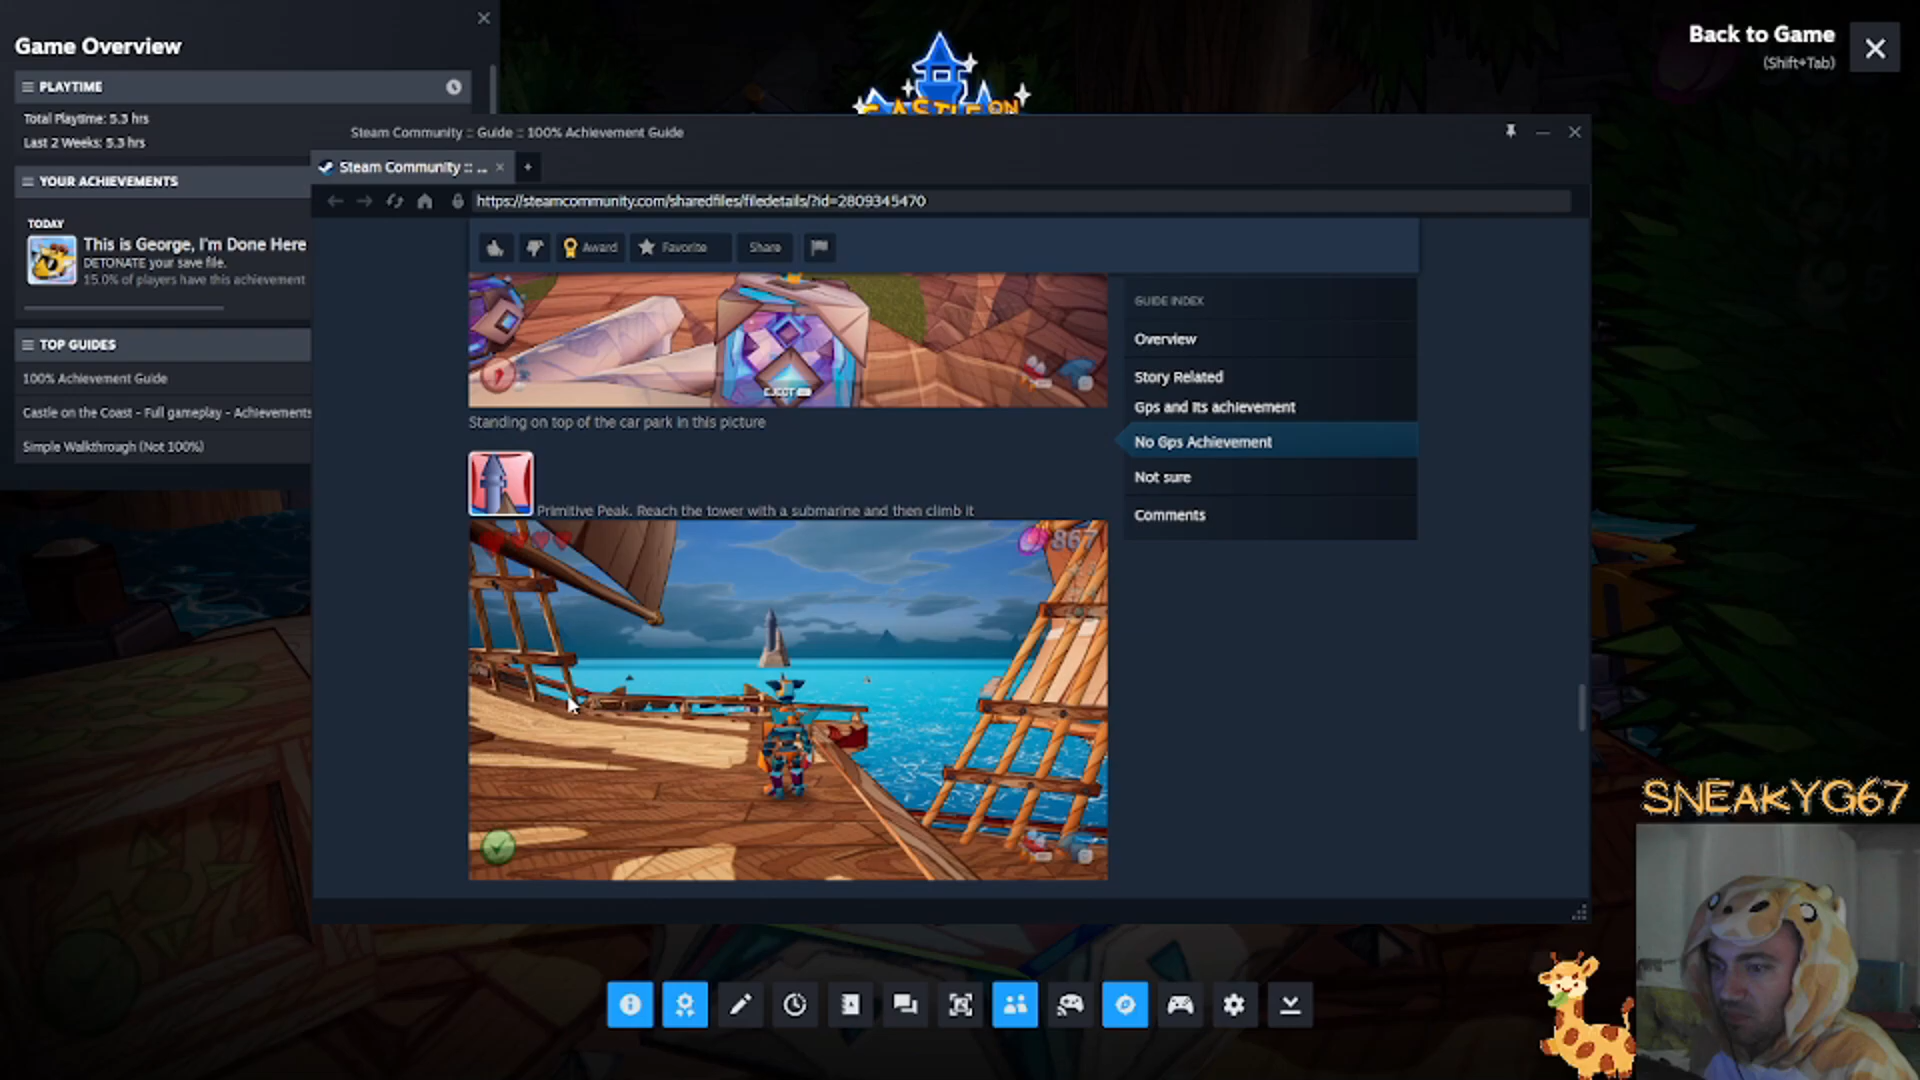 Game Overview
PLAYTIME
Total Playtime: 5.3 hrs
Last 2 Weeks: 5.3 hrs
YOUR ACHIEVEMENTS
TODAY
This is George, I'm Done Here
DETONATE your save file.
15.0% of players have this achievement
TOP GUIDES
100% Achievement Guide
Castle on the Coast - Full gameplay - Achievements
Simple Walkthrough (Not 100%)
Back to Game
(Shift+Tab)
CASTLE ON
Steam Community :: Guide :: 100% Achievement Guide
Steam Community :: ...
https://steamcommunity.com/sharedfiles/filedetails/?id=2809345470
Award
Favorite
Share
EJECT
Standing on top of the car park in this picture
Primitive Peak. Reach the tower with a submarine and then climb it
867
GUIDE INDEX
Overview
Story Related
Gps and Its achievement
No Gps Achievement
Not sure
Comments
SNEAKYG67